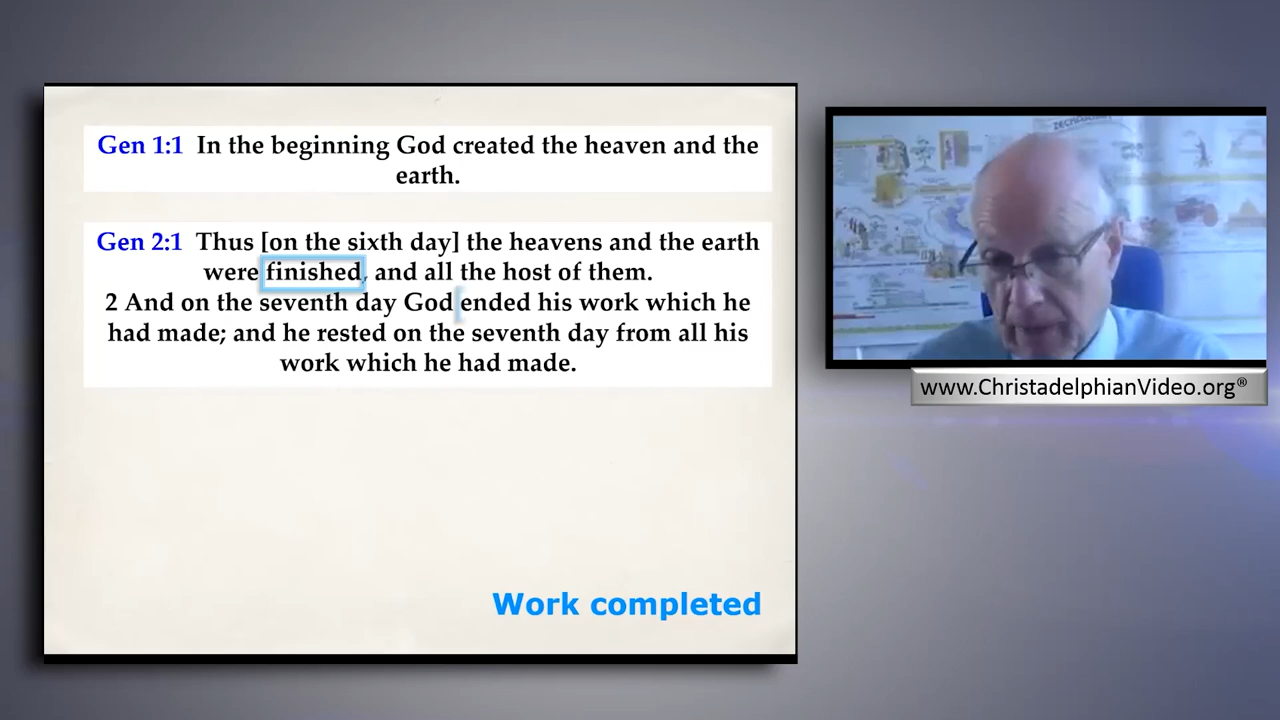 Gen 1:1 In the beginning God created the heaven and the
earth.
Gen 2:1 Thus [on the sixth day] the heavens and the earth
were finished, and all the host of them.
2 And on the seventh day God ended his work which he
had made; and he rested on the seventh day from all his
work which he had made.
Work completed
www.ChristadelphianVideo.org®